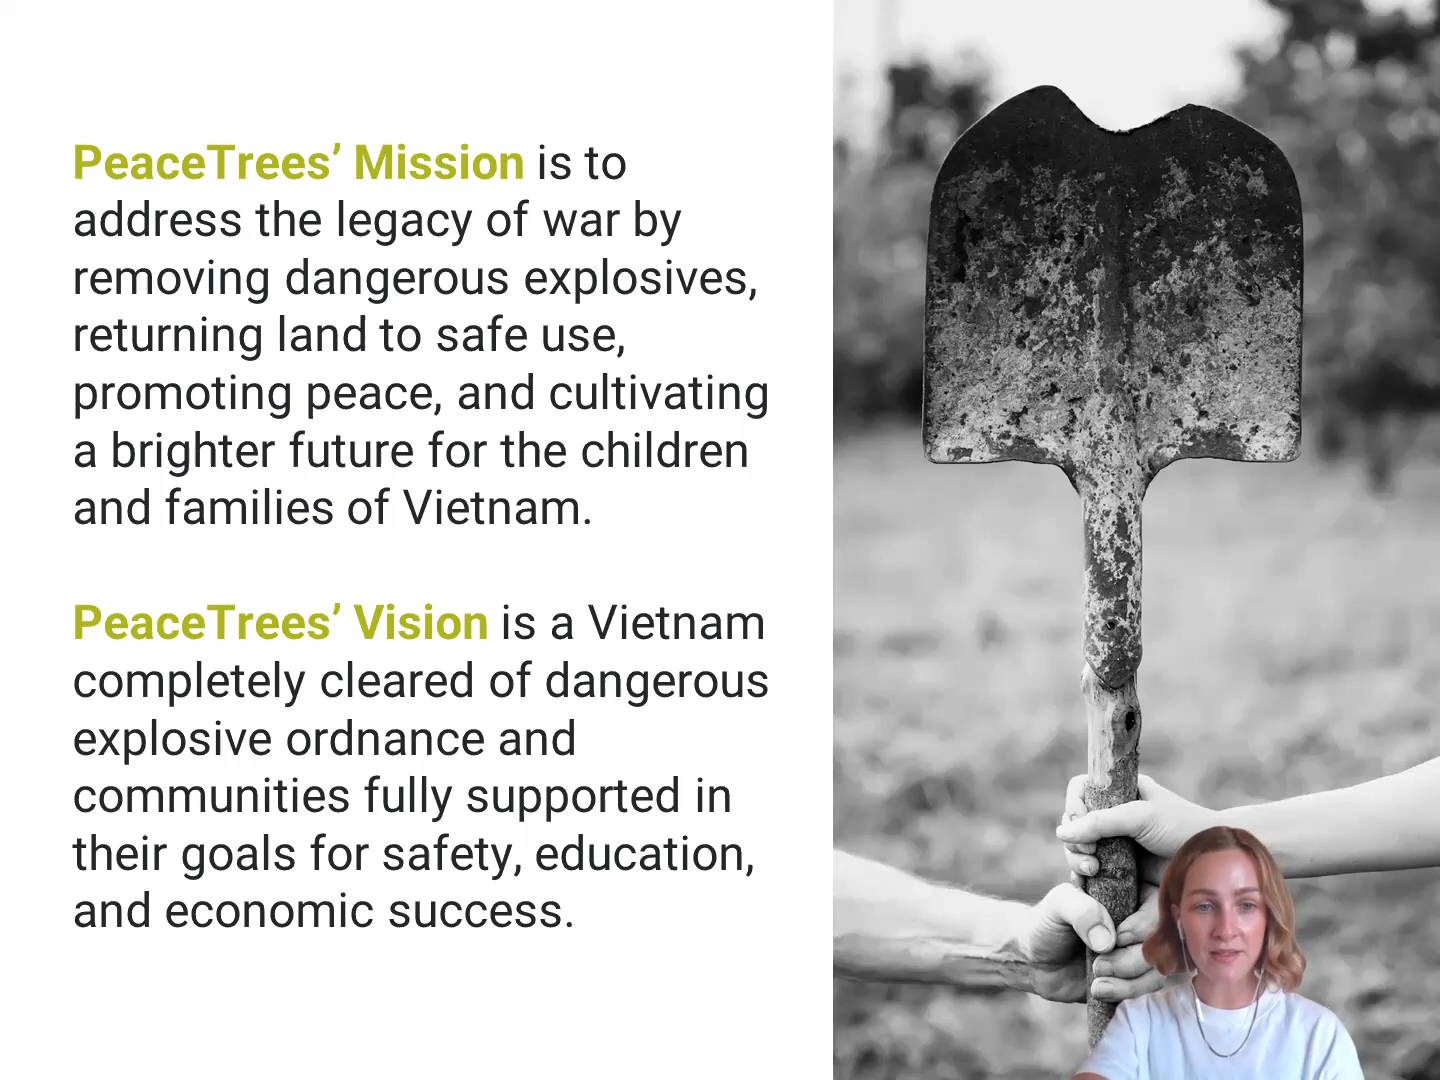 PeaceTrees’ Mission is to
address the legacy of war by
removing dangerous explosives,
returning land to safe use,
promoting peace, and cultivating
a brighter future for the children
and families of Vietnam.
PeaceTrees’ Vision is a Vietnam
completely cleared of dangerous
explosive ordnance and
communities fully supported in
their goals for safety, education,
and economic success.